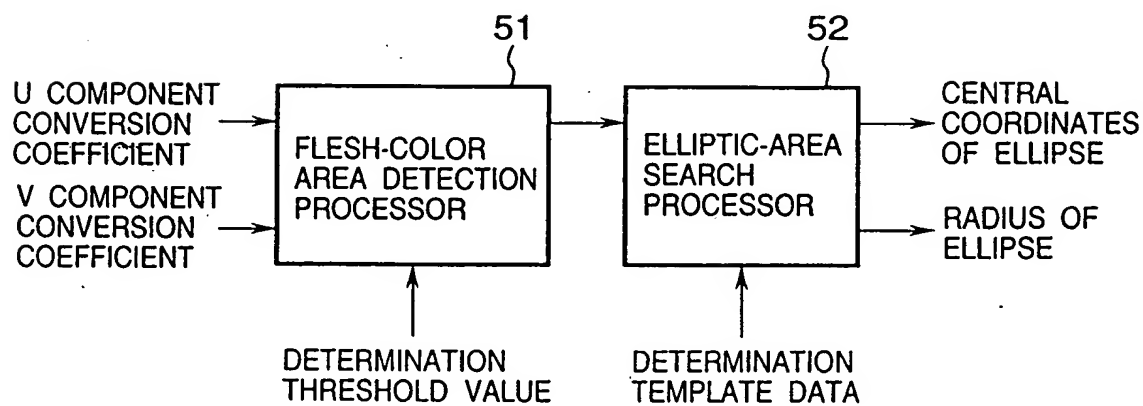 51
52
U COMPONENT
CONVERSION
COEFFICIENT
V COMPONENT
CONVERSION
COEFFICIENT
FLESH-COLOR
AREA DETECTION
PROCESSOR
ELLIPTIC-AREA
SEARCH
PROCESSOR
CENTRAL
COORDINATES
OF ELLIPSE
RADIUS OF
ELLIPSE
DETERMINATION
THRESHOLD VALUE
DETERMINATION
TEMPLATE DATA